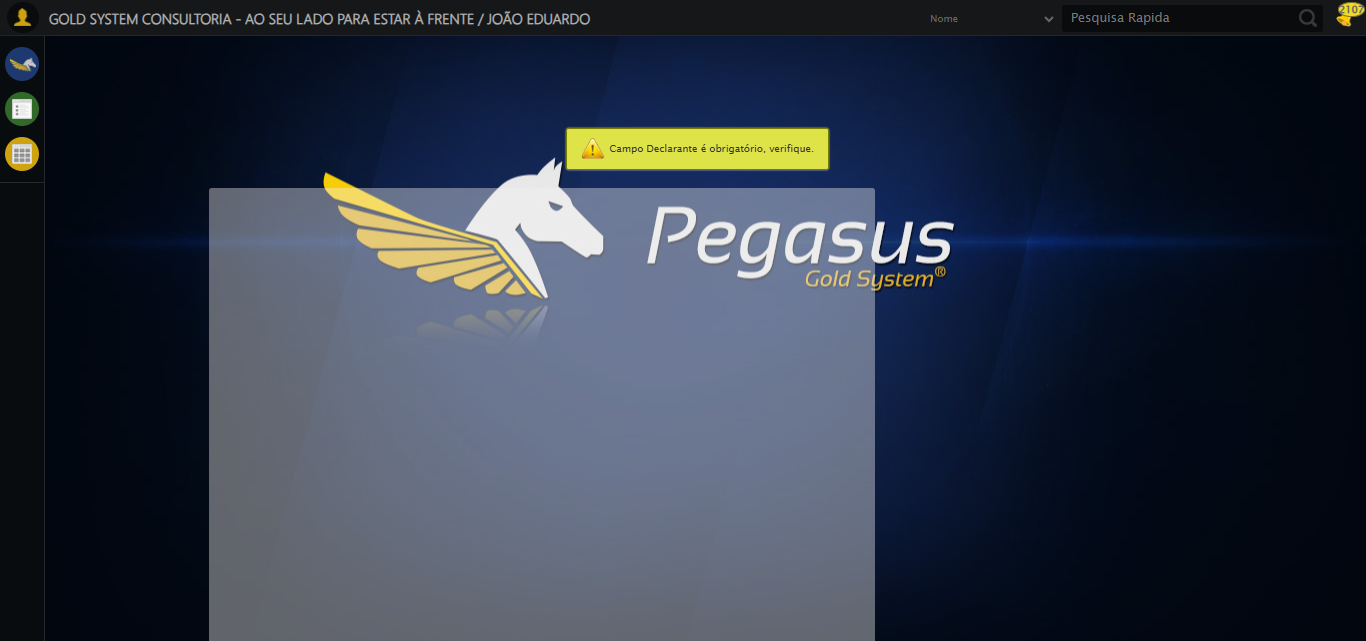 GOLD SYSTEM CONSULTORIA - AO SEU LADO PARA ESTAR À FRENTE / JOÃO EDUARDO
Nome
Pesquisa Rapida
2107
Campo Declarante é obrigatório, verifique.
Pegasus
Gold System®